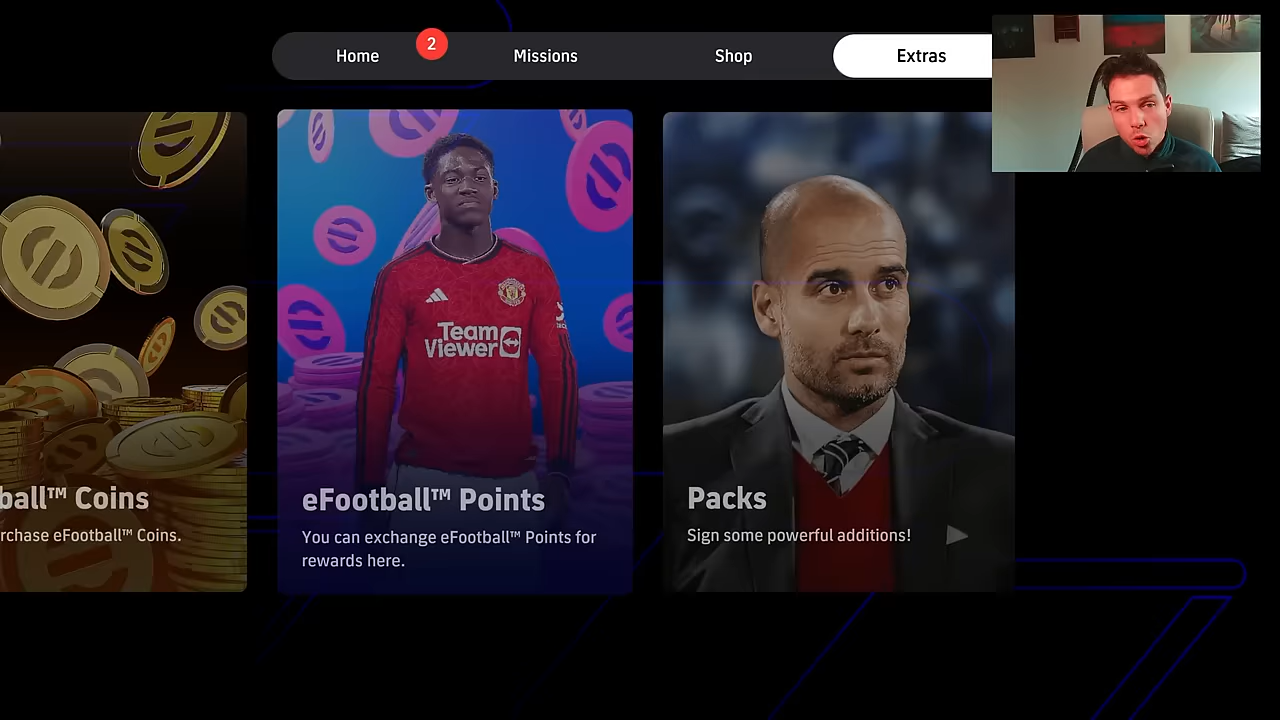 Home
2
Missions
Shop
Extras
Team
Viewer
ball™ Coins
rchase eFootball™ Coins.
eFootball™ Points
You can exchange eFootball™ Points for
rewards here.
Packs
Sign some powerful additions!